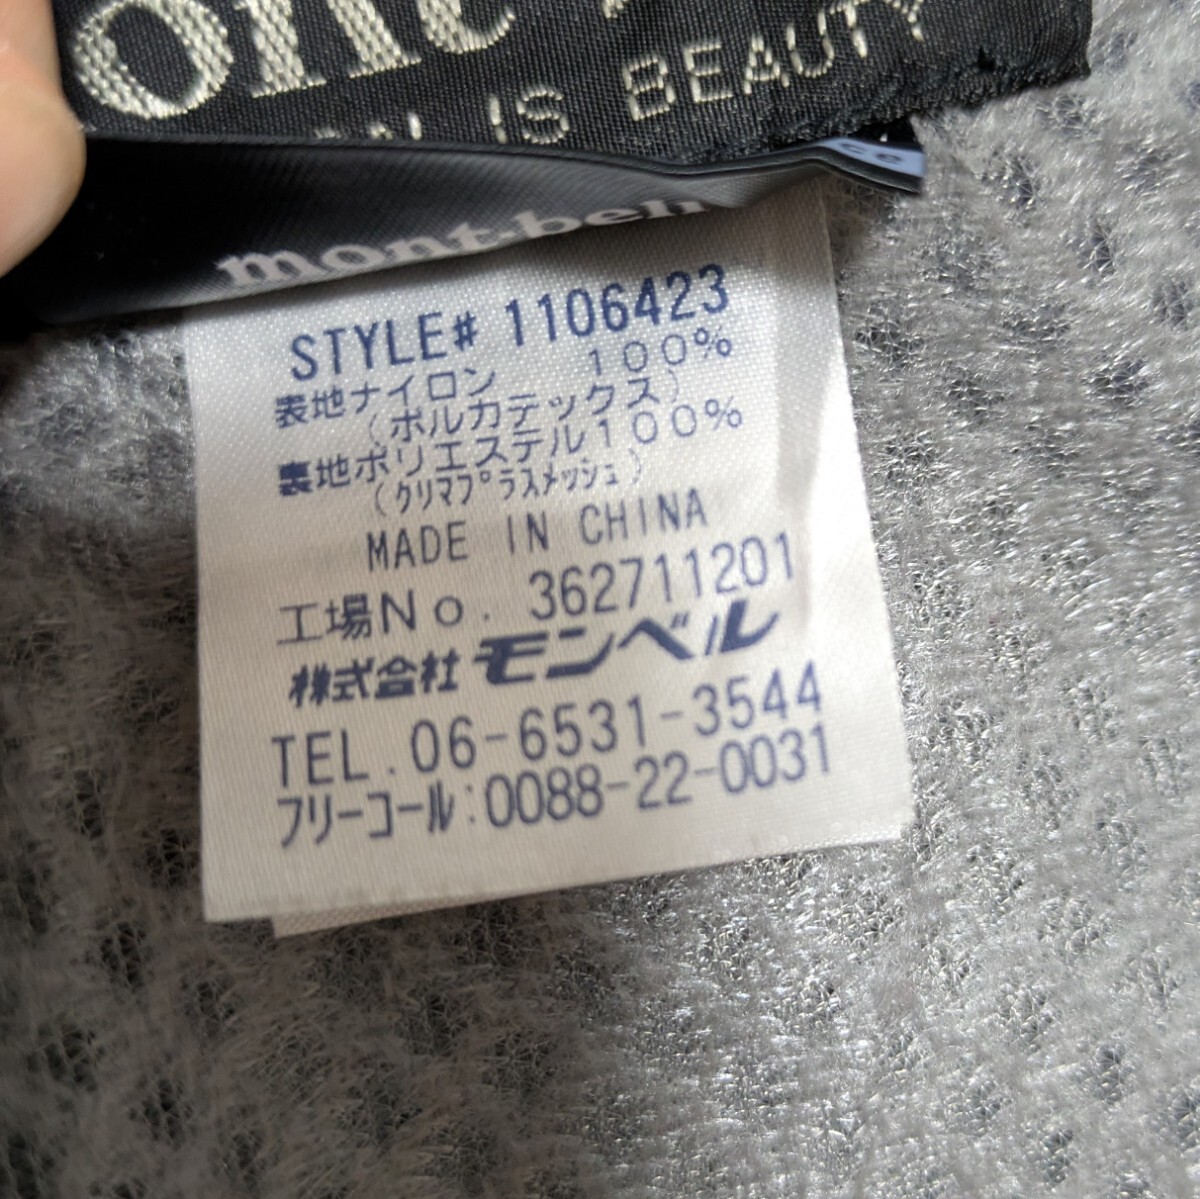 IS BEAUTY
ce
mont-bell
STYLE# 1106423
表地ナイロン 100%
(ポルカテックス)
裏地ポリエステル100%
(クリマプラスメッシュ)
MADE IN CHINA
工場No. 362711201
株式会社モンベル
TEL. 06-6531-3544
フリーコール:0088-22-0031